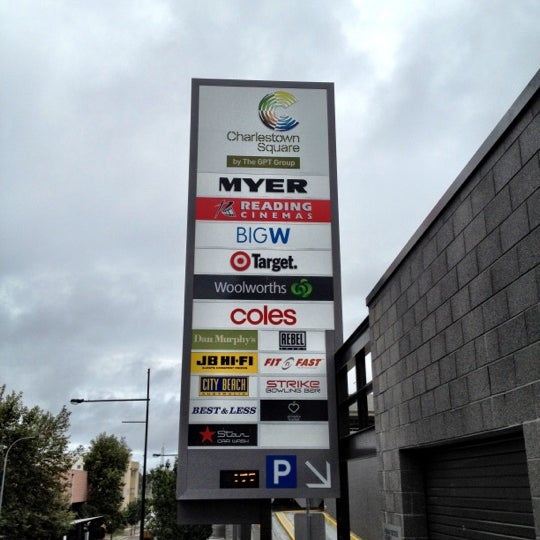 Charlestown
Square
by The GPT Group
MYER
READING
CINEMAS
BIGW
Target.
Woolworths
coles
Dan Murphy's
REBEL
JB HI-FI
FIT FAST
CITY BEACH
AUSTRALIA
STRIKE
BOWLING BAR
BEST & LESS
Star
CAR WASH
P